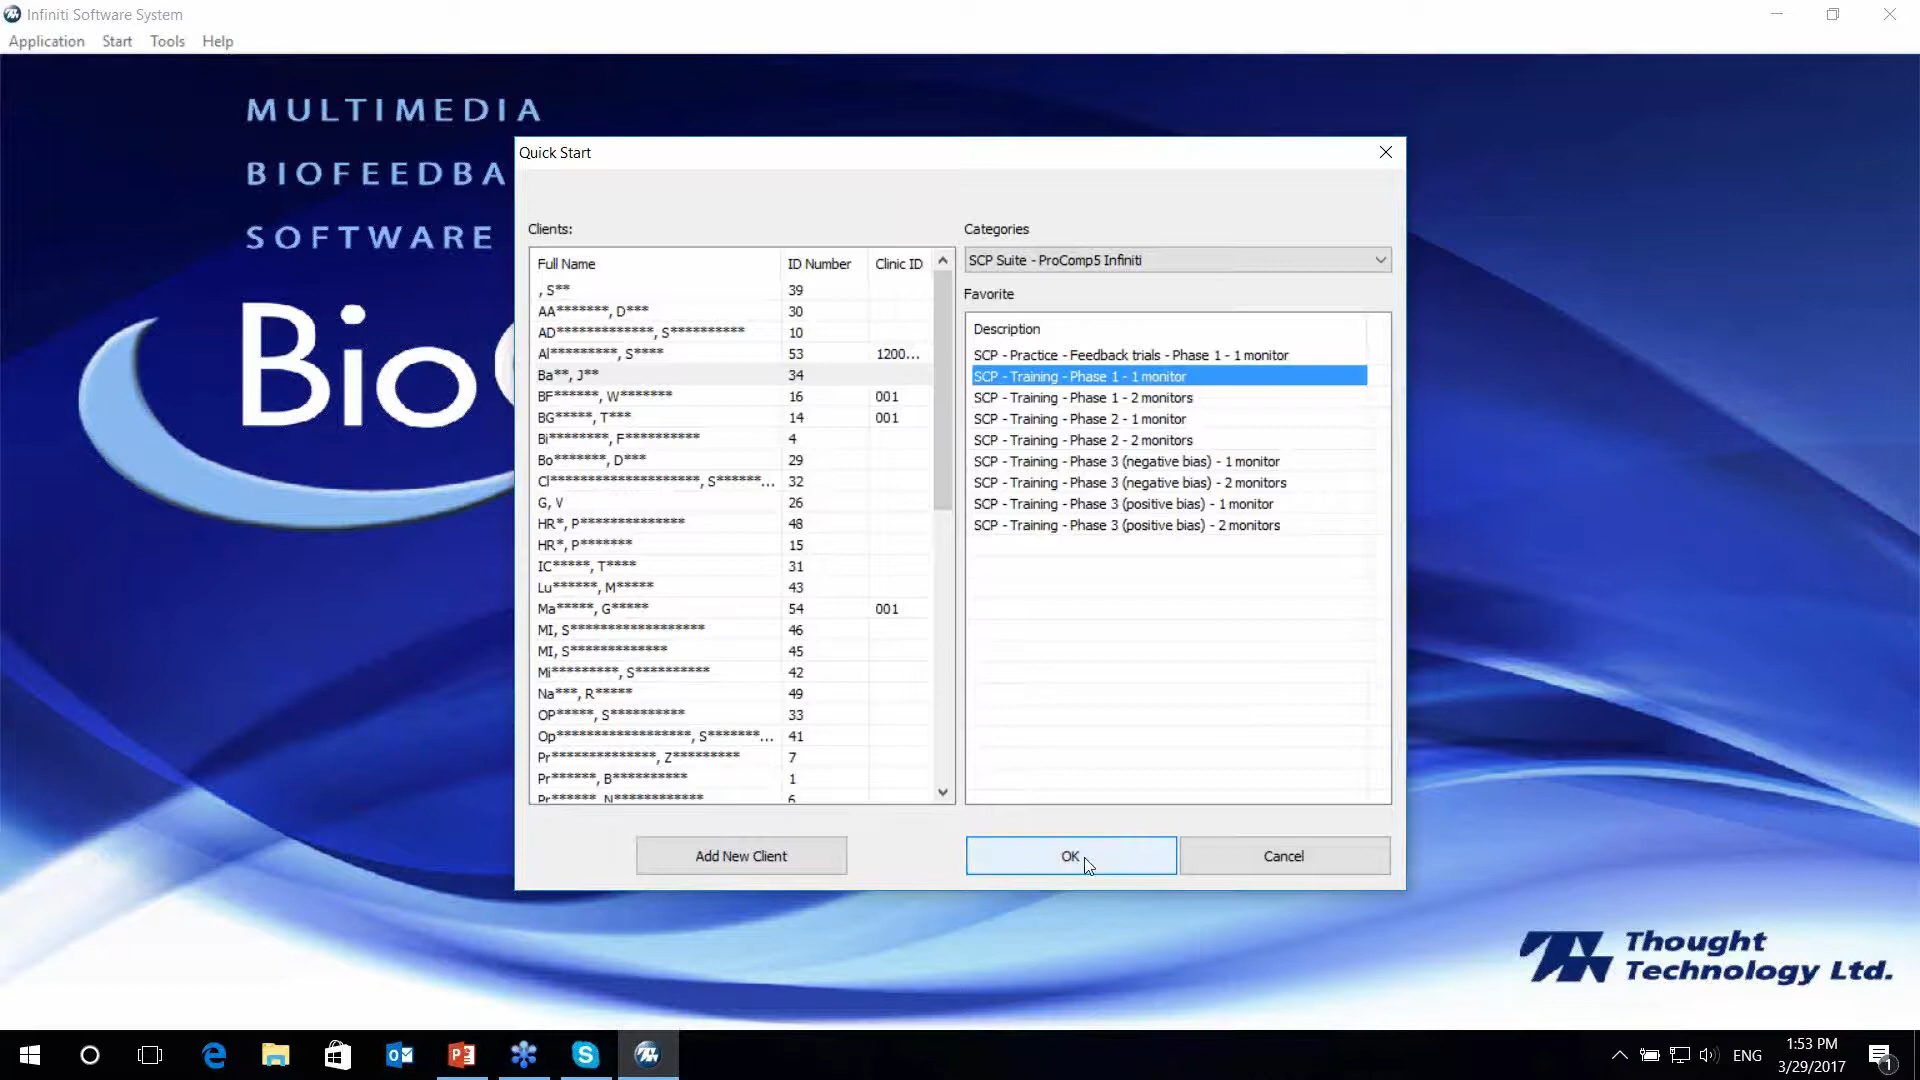 Infiniti Software System
Application Start Tools Help
MULTIMEDIA
BIOFEEDBA
SOFTWARE
Bio
Quick Start
Clients:
Full Name ID Number Clinic ID
, S** 39
AA*******, D*** 30
AD*************, S********** 10
Al*********, S**** 53 1200...
Ba**, J** 34
BF******, W******* 16 001
BG*****, T*** 14 001
Bi********, F********** 4
Bo*******, D*** 29
Cl********************, S******... 32
G, V 26
HR*, P************** 48
HR*, P******* 15
IC*****, T**** 31
Lu******, M***** 43
Ma*****, G***** 54 001
MI, S****************** 46
MI, S************* 45
Mi*********, S********** 42
Na***, R***** 49
OP*****, S********** 33
Op******************, S*******... 41
Pr**************, Z********* 7
Pr******, B********** 1
Pr******, N************ 6
Add New Client
Categories
SCP Suite - ProComp5 Infiniti
Favorite
Description
SCP - Practice - Feedback trials - Phase 1 - 1 monitor
SCP - Training - Phase 1 - 1 monitor
SCP - Training - Phase 1 - 2 monitors
SCP - Training - Phase 2 - 1 monitor
SCP - Training - Phase 2 - 2 monitors
SCP - Training - Phase 3 (negative bias) - 1 monitor
SCP - Training - Phase 3 (negative bias) - 2 monitors
SCP - Training - Phase 3 (positive bias) - 1 monitor
SCP - Training - Phase 3 (positive bias) - 2 monitors
OK Cancel
Thought
Technology Ltd.
ENG
1:53 PM
3/29/2017
1